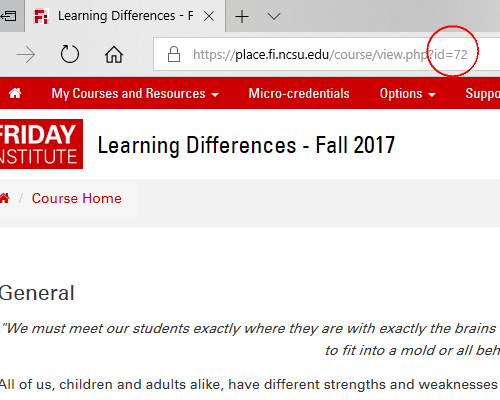 Learning Differences - F
https://place.fi.ncsu.edu/course/view.php?id=72
My Courses and Resources Micro-credentials Options Suppo
FRIDAY
INSTITUTE
Learning Differences - Fall 2017
/ Course Home
General
"We must meet our students exactly where they are with exactly the brains
to fit into a mold or all beh
All of us, children and adults alike, have different strengths and weaknesses